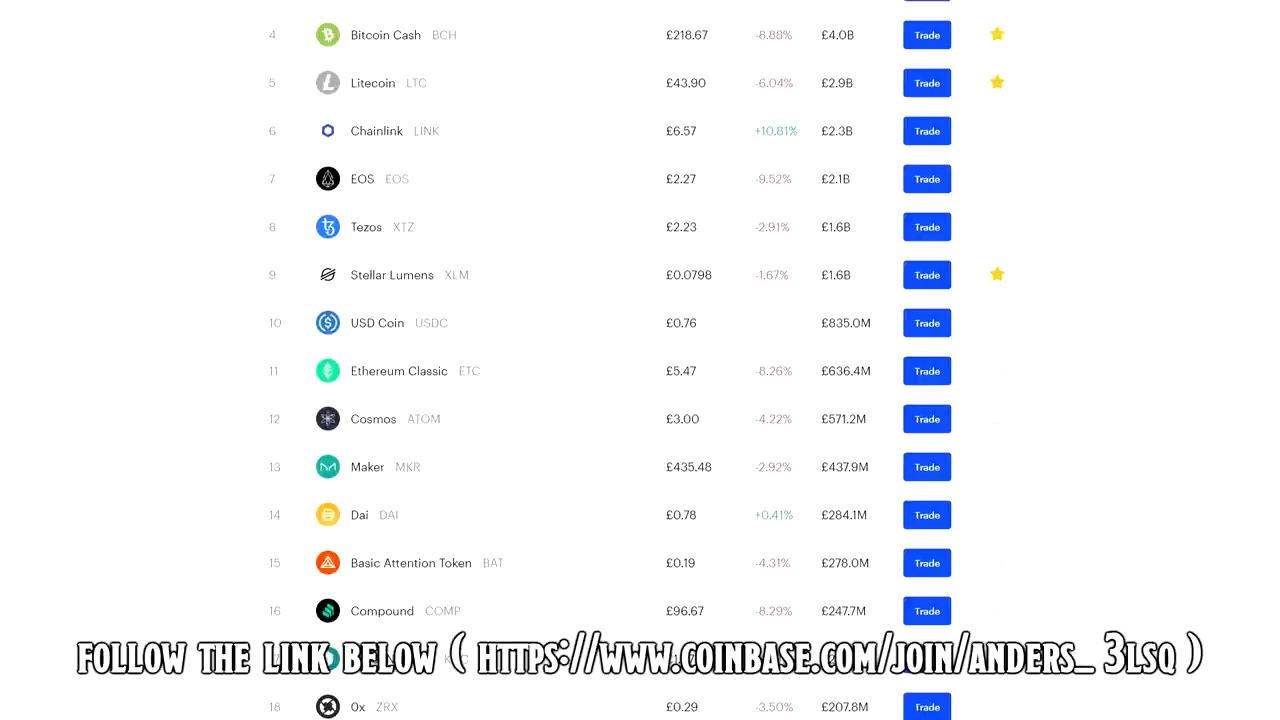 4 Bitcoin Cash BCH £218.67 -8.88% £4.0B Trade
5 Litecoin LTC £43.90 -6.04% £2.9B Trade
6 Chainlink LINK £6.57 +10.81% £2.3B Trade
7 EOS EOS £2.27 -9.52% £2.1B Trade
8 Tezos XTZ £2.23 -2.91% £1.6B Trade
9 Stellar Lumens XLM £0.0798 -1.67% £1.6B Trade
10 USD Coin USDC £0.76 £835.0M Trade
11 Ethereum Classic ETC £5.47 -8.26% £636.4M Trade
12 Cosmos ATOM £3.00 -4.22% £571.2M Trade
13 Maker MKR £435.48 -2.92% £437.9M Trade
14 Dai DAI £0.78 +0.41% £284.1M Trade
15 Basic Attention Token BAT £0.19 -4.31% £278.0M Trade
16 Compound COMP £96.67 -8.29% £247.7M Trade
FOLLOW THE LINK BELOW ( HTTPS://WWW.COINBASE.COM/JOIN/ANDERS_ 3LSQ )
18 0x ZRX £0.29 -3.50% £207.8M Trade